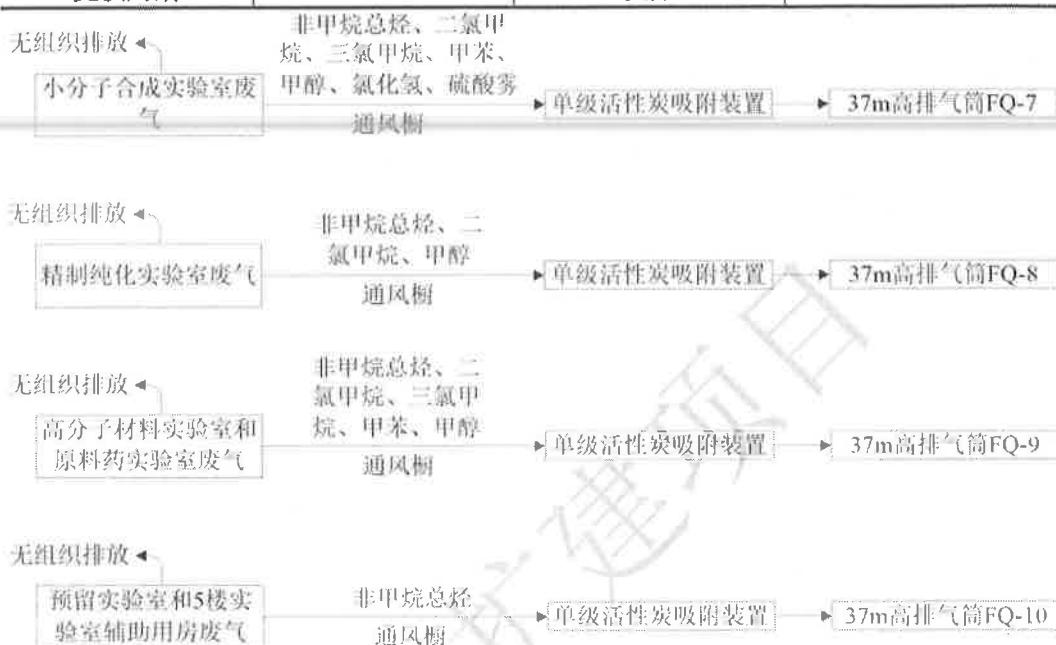 无组织排放
非甲烷总烃、二氯甲
烷、三氯甲烷、甲苯、
甲醇、氯化氢、硫酸雾
小分子合成实验室废
气
通风橱
单级活性炭吸附装置
37m高排气筒FQ-7
无组织排放
非甲烷总烃、二
氯甲烷、甲醇
精制纯化实验室废气
通风橱
单级活性炭吸附装置
37m高排气筒FQ-8
无组织排放
非甲烷总烃、二
氯甲烷、三氯甲
烷、甲苯、甲醇
高分子材料实验室和
原料药实验室废气
通风橱
单级活性炭吸附装置
37m高排气筒FQ-9
无组织排放
预留实验室和5楼实
验室辅助用房废气
非甲烷总烃
通风橱
单级活性炭吸附装置
37m高排气筒FQ-10
扩建项目